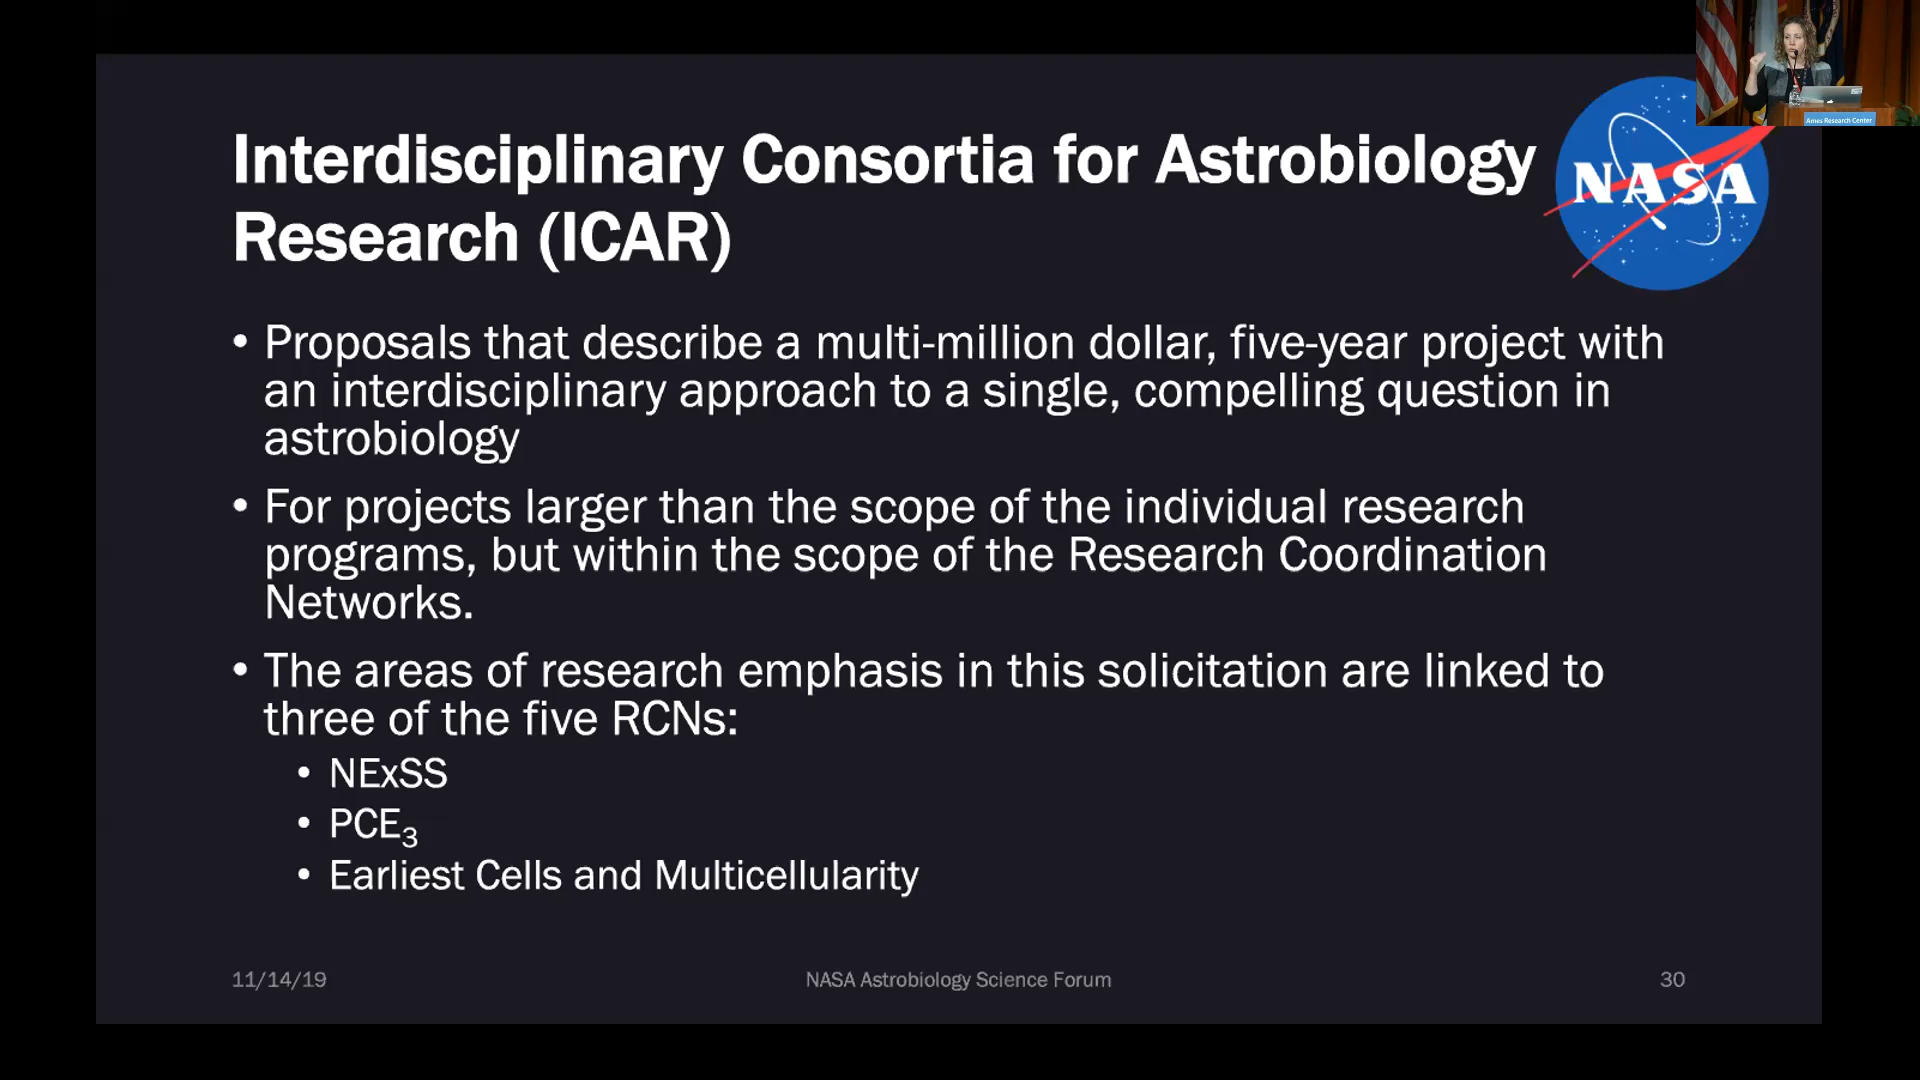 Ames Research Center
NASA
Interdisciplinary Consortia for Astrobiology
Research (ICAR)
• Proposals that describe a multi-million dollar, five-year project with
an interdisciplinary approach to a single, compelling question in
astrobiology
• For projects larger than the scope of the individual research
programs, but within the scope of the Research Coordination
Networks.
• The areas of research emphasis in this solicitation are linked to
three of the five RCNs:
• NExSS
• PCE₃
• Earliest Cells and Multicellularity
11/14/19
NASA Astrobiology Science Forum
30